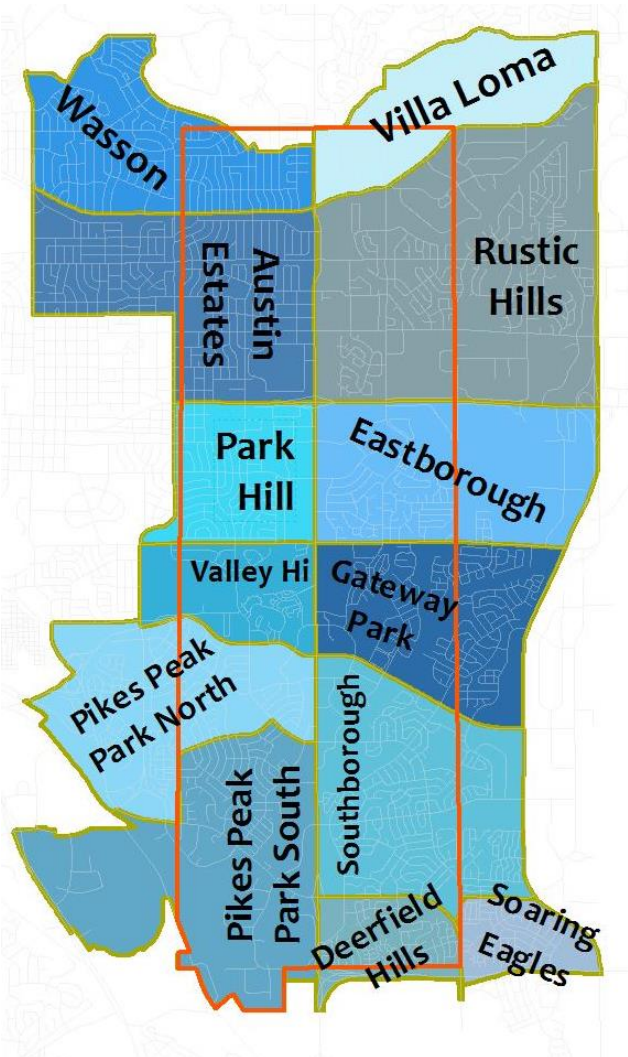 Wasson
Villa Loma
Austin
Estates
Rustic
Hills
Park
Hill
Eastborough
Valley Hi
Gateway
Park
Pikes Peak
Park North
Southborough
Pikes Peak
Park South
Deerfield
Hills
Soaring
Eagles